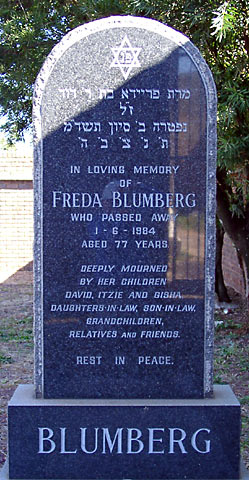 פ נ
מרת פריידא בת ר׳ דוד
ז״ל
נפטרה ב׳ סיון תשד״מ
ת׳ נ׳ צ׳ ב׳ ה׳
IN LOVING MEMORY
- OF -
FREDA BLUMBERG
WHO PASSED AWAY
1-6-1984
AGED 77 YEARS
DEEPLY MOURNED
BY HER CHILDREN
DAVID, ITZIE AND GISHA,
DAUGHTERS-IN-LAW, SON-IN-LAW,
GRANDCHILDREN,
RELATIVES AND FRIENDS.
REST IN PEACE.
BLUMBERG